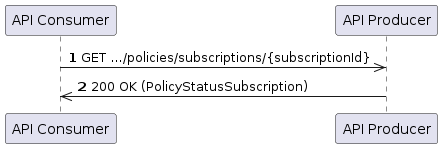 API Consumer API Producer
1 GET .../policies/subscriptions/{subscriptionId}
2 200 OK (PolicyStatusSubscription)
API Consumer API Producer